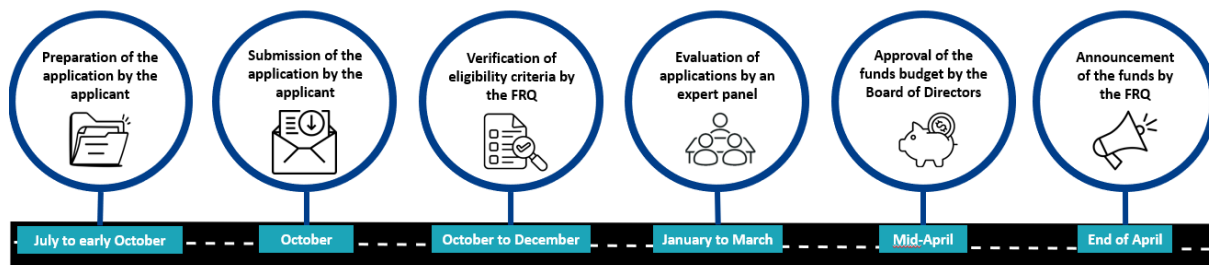 Preparation of the
application by the
applicant
Submission of the
application by the
applicant
Verification of
eligibility criteria by
the FRQ
Evaluation of
applications by an
expert panel
Approval of the
funds budget by the
Board of Directors
Announcement
of the funds by
the FRQ
July to early October
October
October to December
January to March
Mid-April
End of April